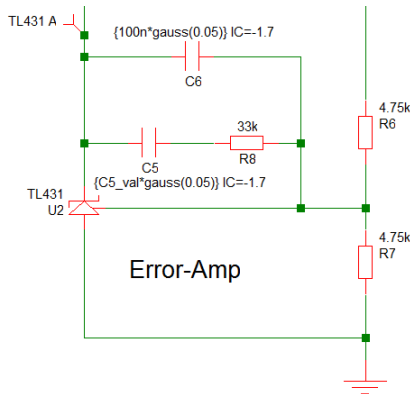 TL431 A
{100n*gauss(0.05)} IC=-1.7
C6
4.75k
R6
33k
C5
R8
{C5_val*gauss(0.05)} IC=-1.7
TL431
U2
4.75k
R7
Error-Amp